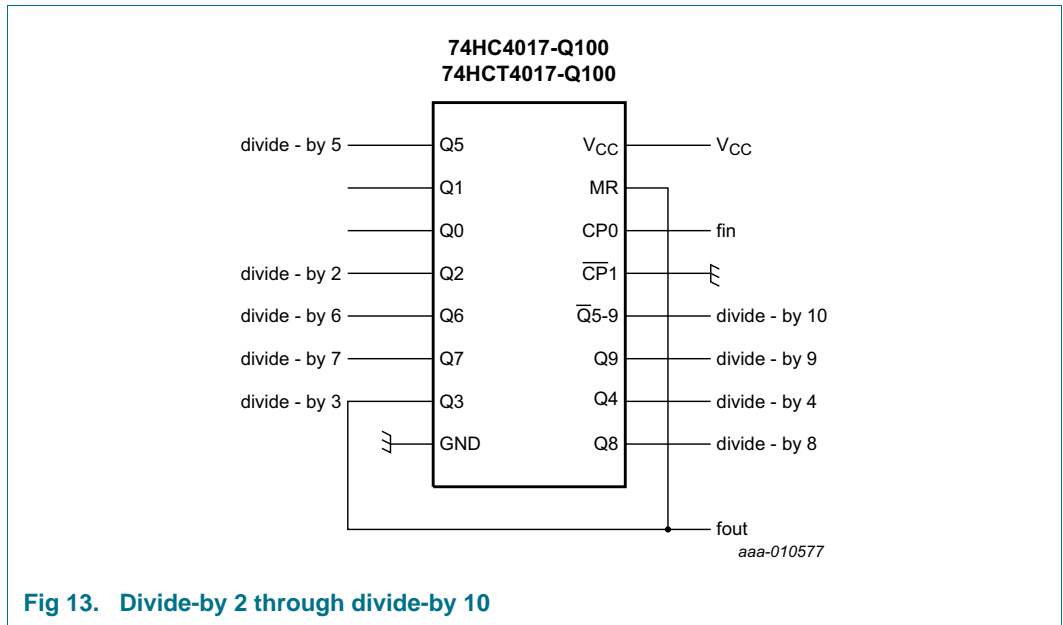 74HC4017-Q100
74HCT4017-Q100
divide - by 5 Q5 VCC VCC
Q1 MR
Q0 CP0 fin
divide - by 2 Q2 C̅P̅1
divide - by 6 Q6 Q̅5-9 divide - by 10
divide - by 7 Q7 Q9 divide - by 9
divide - by 3 Q3 Q4 divide - by 4
GND Q8 divide - by 8
fout
aaa-010577
Fig 13. Divide-by 2 through divide-by 10